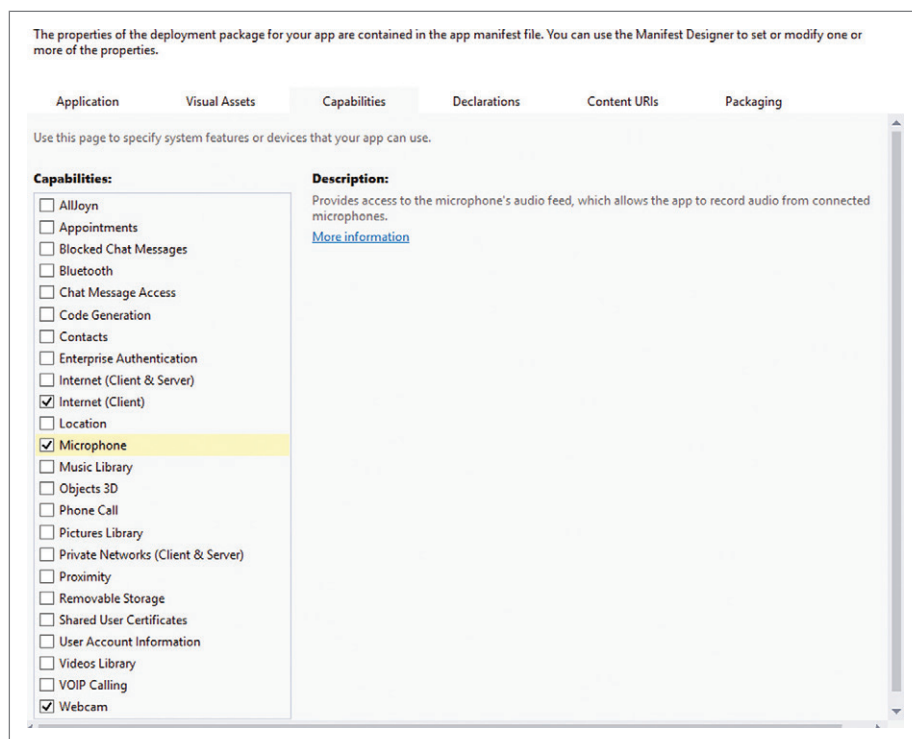 The properties of the deployment package for your app are contained in the app manifest file. You can use the Manifest Designer to set or modify one or
more of the properties.
Application Visual Assets Capabilities Declarations Content URIs Packaging
Use this page to specify system features or devices that your app can use.
Capabilities:
AllJoyn
Appointments
Blocked Chat Messages
Bluetooth
Chat Message Access
Code Generation
Contacts
Enterprise Authentication
Internet (Client & Server)
Internet (Client)
Location
Microphone
Music Library
Objects 3D
Phone Call
Pictures Library
Private Networks (Client & Server)
Proximity
Removable Storage
Shared User Certificates
User Account Information
Videos Library
VOIP Calling
Webcam
Description:
Provides access to the microphone's audio feed, which allows the app to record audio from connected
microphones.
More information